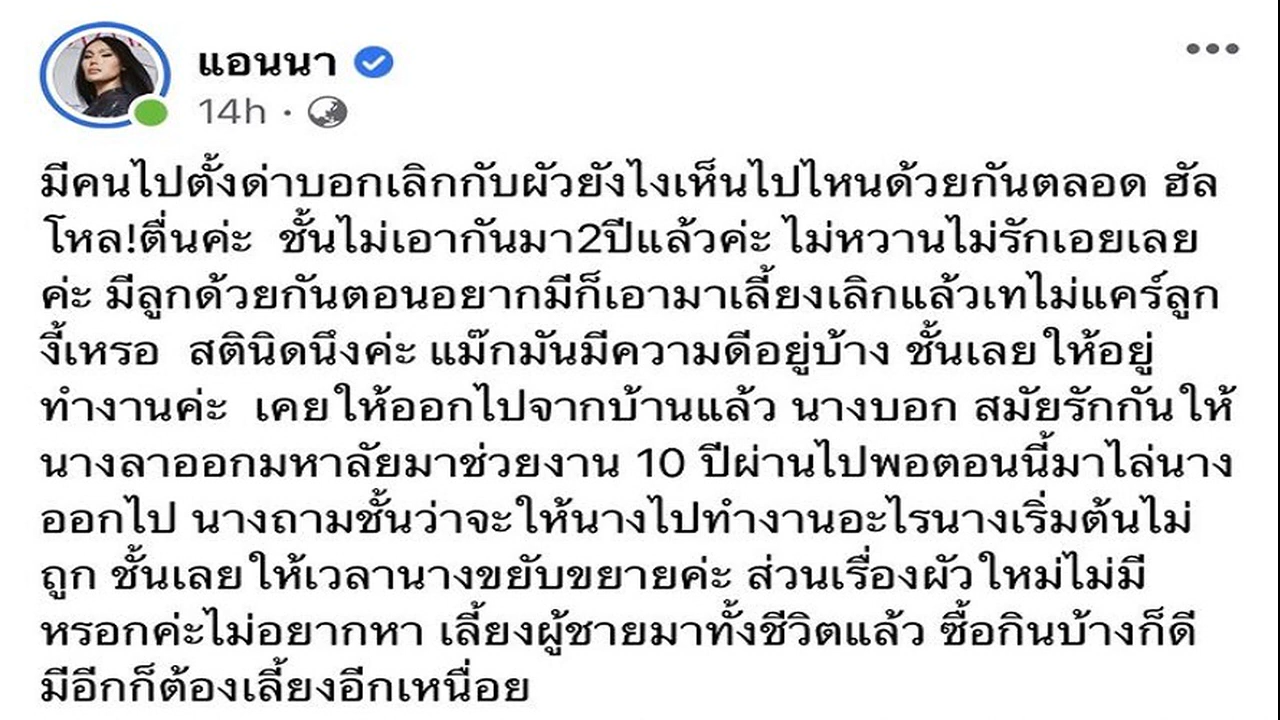 แอนนา
14h ·
มีคนไปตั้งด่าบอกเลิกกับผัวยังไงเห็นไปไหนด้วยกันตลอด ฮัล
โหล!ตื่นค่ะ ชั้นไม่เอากันมา2ปีแล้วค่ะ ไม่หวานไม่รักเอยเลย
ค่ะ มีลูกด้วยกันตอนอยากมีก็เอามาเลี้ยงเลิกแล้วเทไม่แคร์ลูก
งี้เหรอ สตินิดนึงค่ะ แม๊กมันมีความดีอยู่บ้าง ชั้นเลยให้อยู่
ทำงานค่ะ เคยให้ออกไปจากบ้านแล้ว นางบอก สมัยรักกันให้
นางลาออกมหาลัยมาช่วยงาน 10 ปีผ่านไปพอตอนนี้มาไล่นาง
ออกไป นางถามชั้นว่าจะให้นางไปทำงานอะไรนางเริ่มต้นไม่
ถูก ชั้นเลยให้เวลานางขยับขยายค่ะ ส่วนเรื่องผัวใหม่ไม่มี
หรอกค่ะไม่อยากหา เลี้ยงผู้ชายมาทั้งชีวิตแล้ว ซื้อกินบ้างก็ดี
มีอีกก็ต้องเลี้ยงอีกเหนื่อย